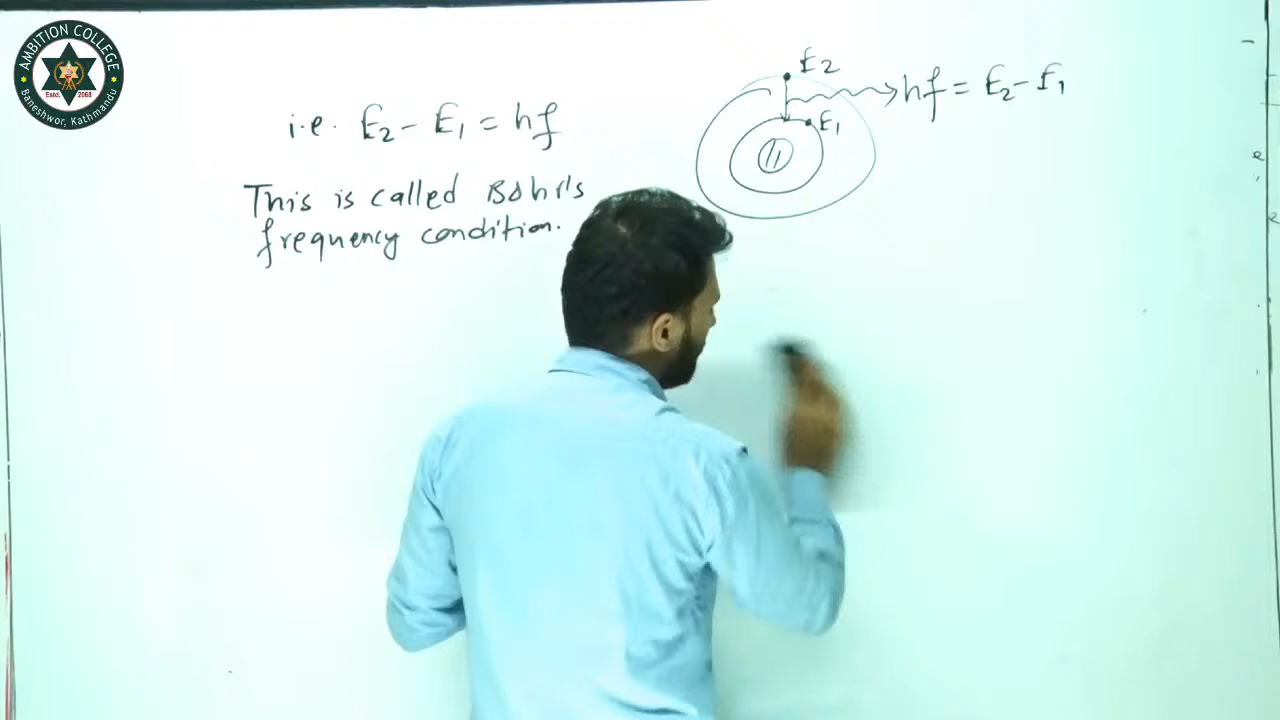 AMBITION COLLEGE
Estd. 2068
Baneshwor, Kathmandu
i.e. E₂ - E₁ = hf
This is called Bohr's
frequency condition.
E₂
hf = E₂ - E₁
E₁